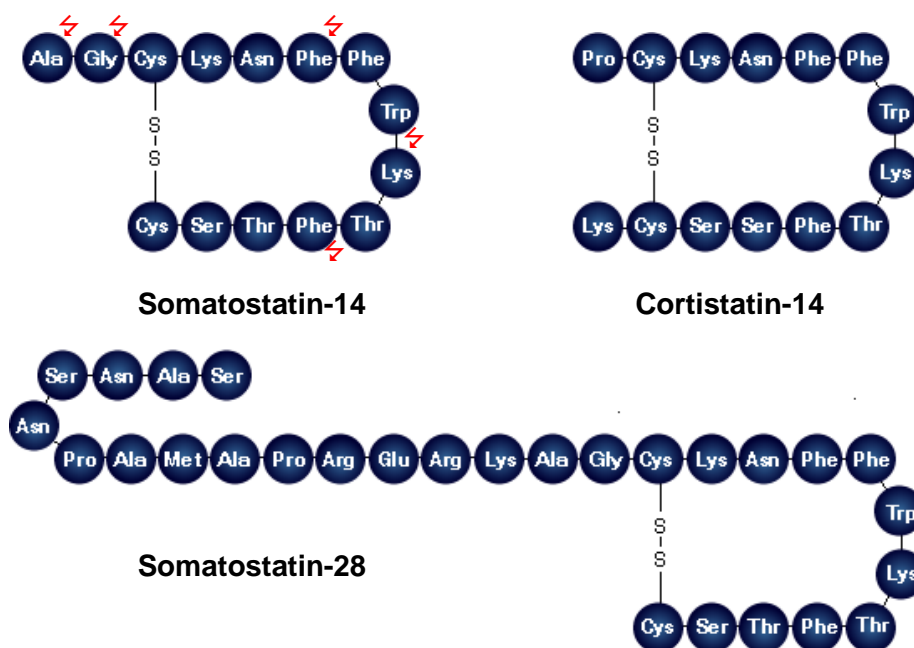 Ala Gly Cys Lys Asn Phe Phe
Trp
Lys
Cys Ser Thr Phe Thr
S
S
Somatostatin-14
Pro Cys Lys Asn Phe Phe
Trp
Lys
Lys Cys Ser Ser Phe Thr
S
S
Cortistatin-14
Ser Asn Ala Ser
Asn
Pro Ala Met Ala Pro Arg Glu Arg Lys Ala Gly Cys Lys Asn Phe Phe
Trp
Lys
Cys Ser Thr Phe Thr
S
S
Somatostatin-28